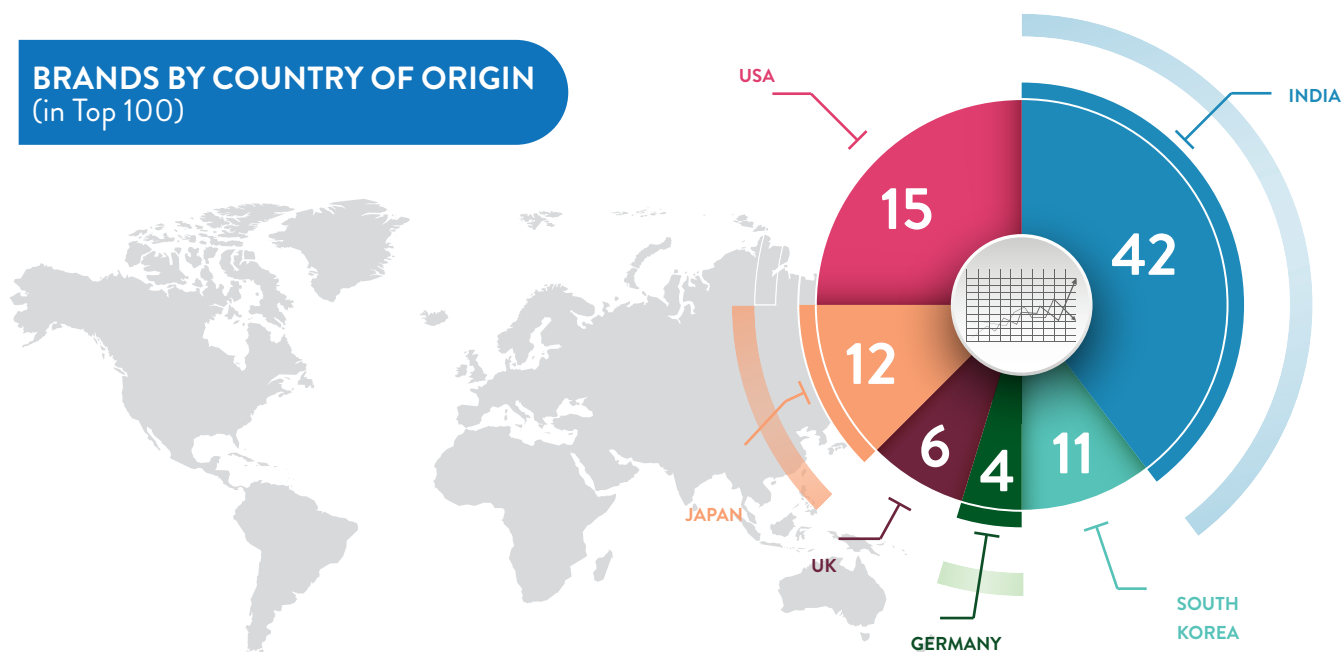 BRANDS BY COUNTRY OF ORIGIN
(in Top 100)
USA
INDIA
15
42
12
6
4
11
JAPAN
UK
GERMANY
SOUTH
KOREA